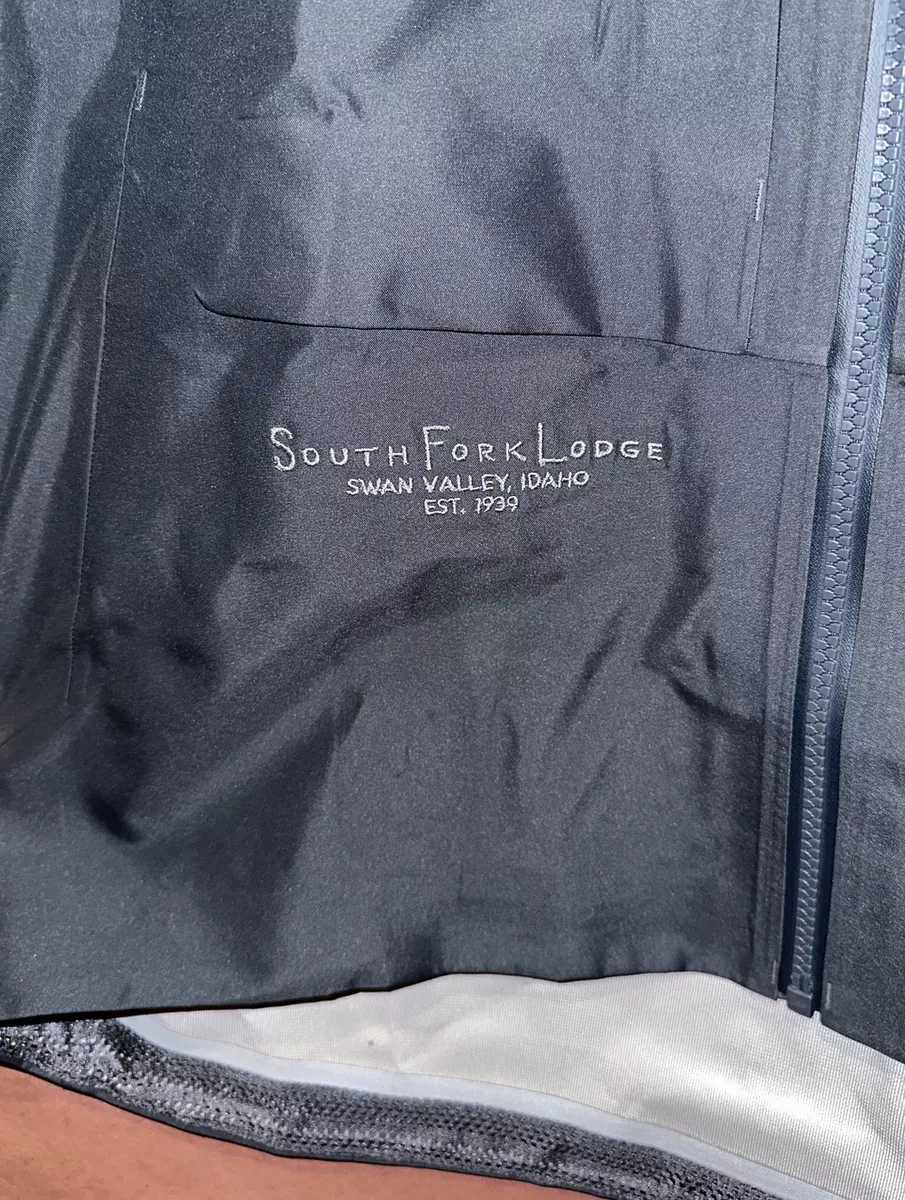 SOUTH FORK LODGE
SWAN VALLEY, IDAHO
EST. 1939